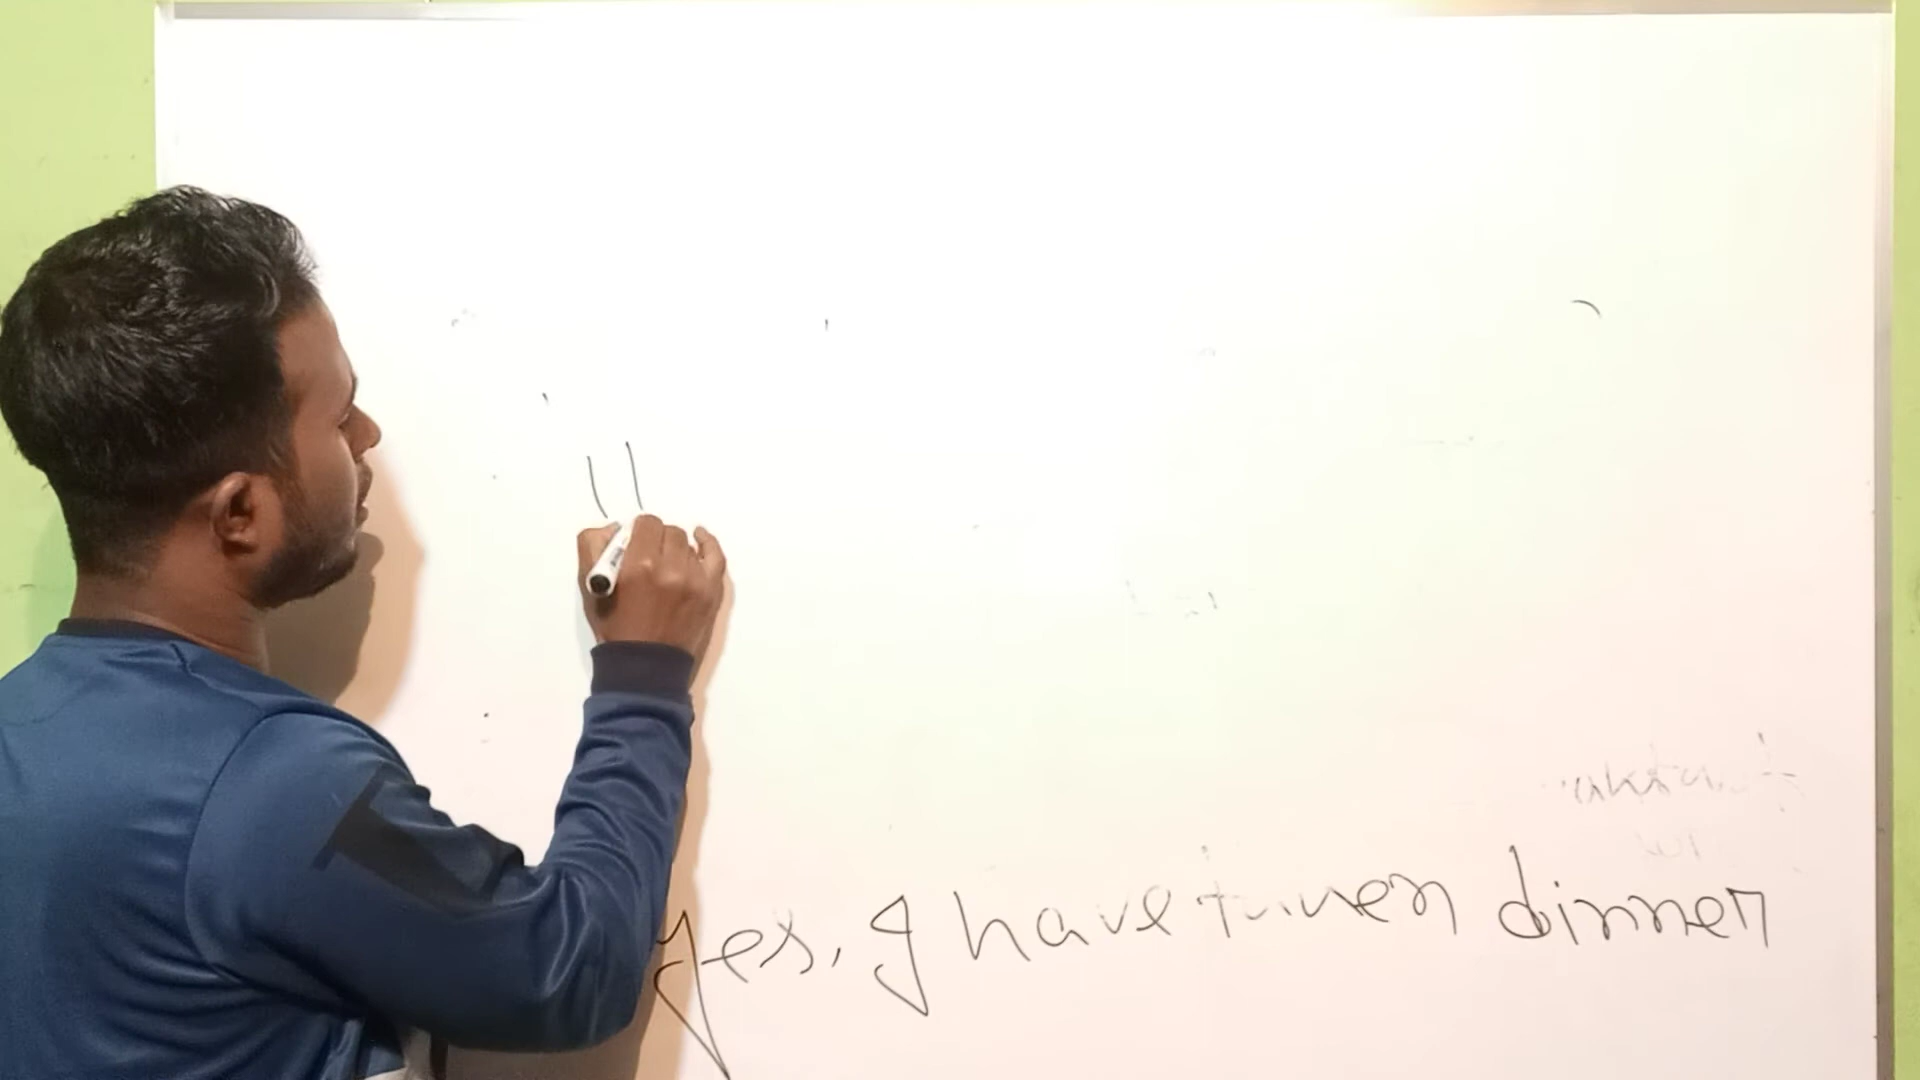 Yes, I have taken dinner